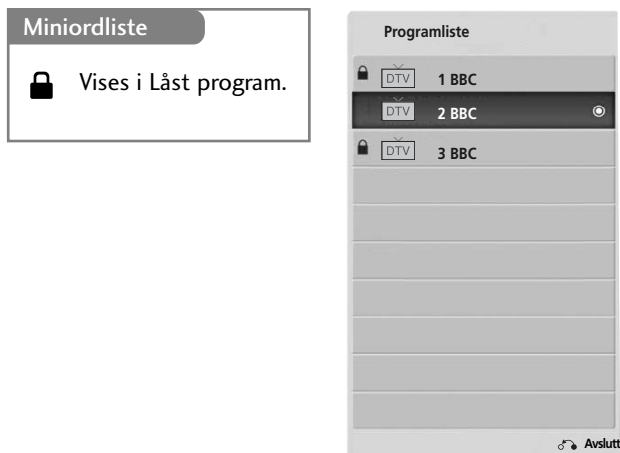 Miniordliste
Vises i Låst program.
Programliste
DTV 1 BBC
DTV 2 BBC
DTV 3 BBC
Avslutt